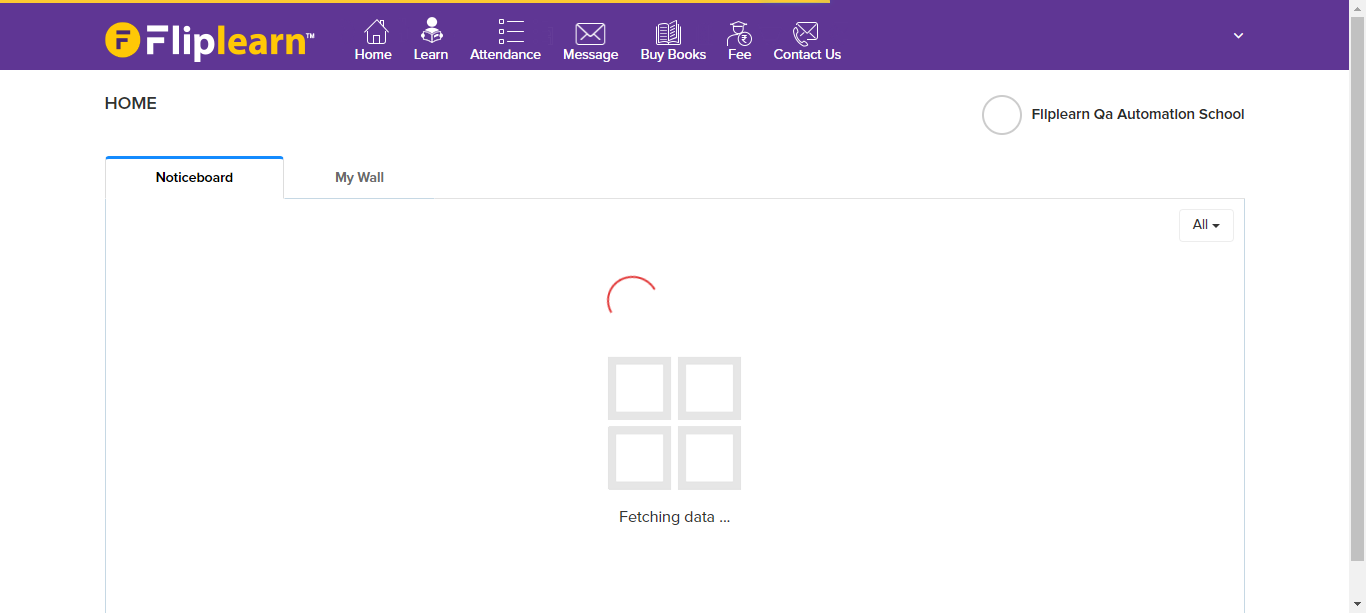 Fliplearn™
Home Learn Attendance Message Buy Books Fee Contact Us
HOME
Fliplearn Qa Automation School
Noticeboard My Wall
All
Fetching data ...